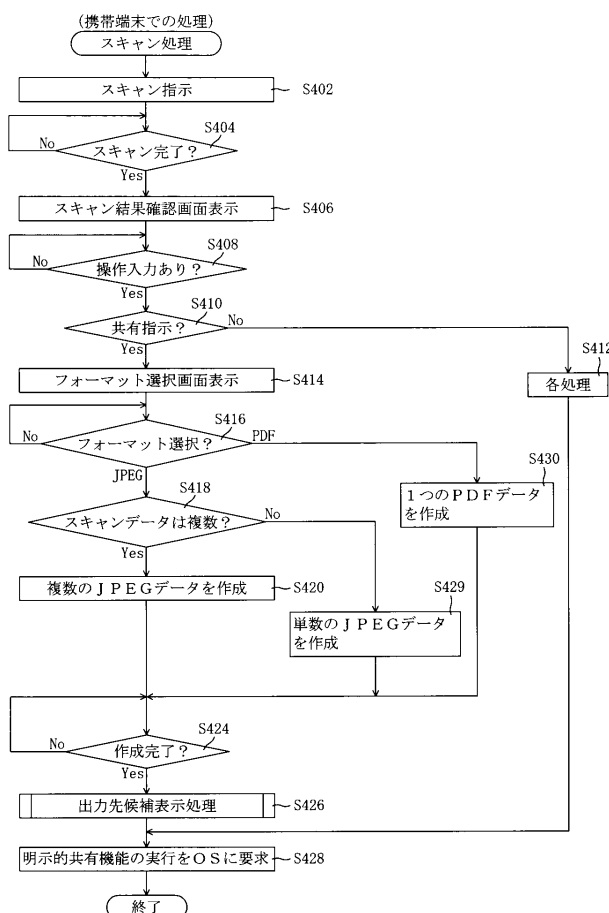 (携帯端末での処理)
スキャン処理
スキャン指示
S402
S404
No
スキャン完了？
Yes
スキャン結果確認画面表示
S406
S408
No
操作入力あり？
Yes
S410
共有指示？
No
Yes
S412
各処理
フォーマット選択画面表示
S414
S416
No
フォーマット選択？
PDF
JPEG
S430
１つのＰＤＦデータ
を作成
S418
スキャンデータは複数？
No
Yes
複数のＪＰＥＧデータを作成
S420
S429
単数のＪＰＥＧデータ
を作成
S424
No
作成完了？
Yes
出力先候補表示処理
S426
明示的共有機能の実行をＯＳに要求
S428
終了